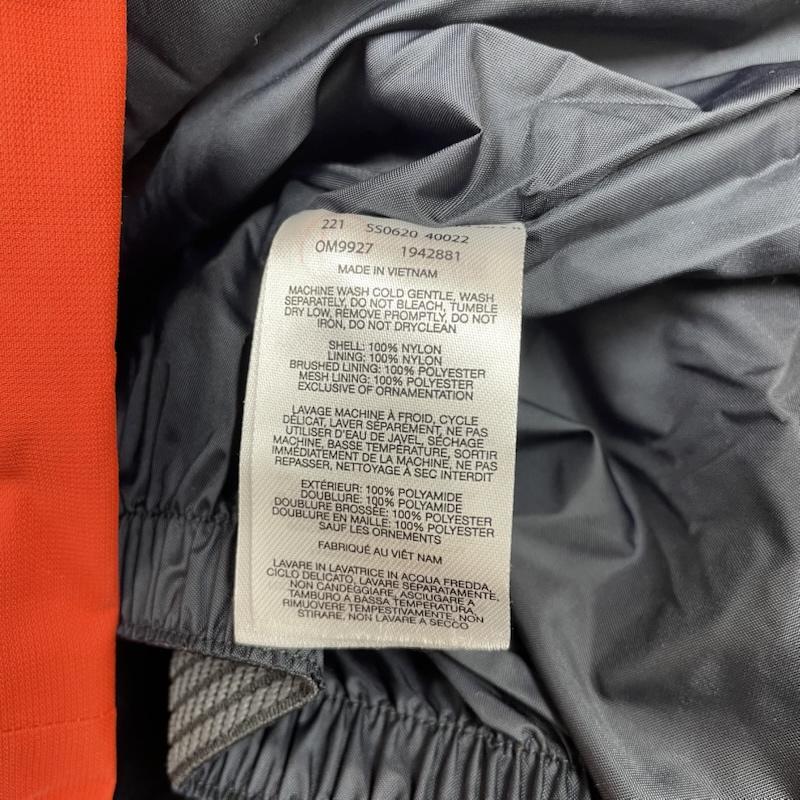 221 SS0620 40022
OM9927 1942881
MADE IN VIETNAM
MACHINE WASH COLD GENTLE, WASH
SEPARATELY, DO NOT BLEACH, TUMBLE
DRY LOW, REMOVE PROMPTLY, DO NOT
IRON, DO NOT DRYCLEAN
SHELL: 100% NYLON
LINING: 100% NYLON
BRUSHED LINING: 100% POLYESTER
MESH LINING: 100% POLYESTER
EXCLUSIVE OF ORNAMENTATION
LAVAGE MACHINE À FROID, CYCLE
DÉLICAT, LAVER SÉPARÉMENT, NE PAS
UTILISER D'EAU DE JAVEL, SÉCHAGE
MACHINE, BASSE TEMPÉRATURE, SORTIR
IMMÉDIATEMENT DE LA MACHINE, NE PAS
REPASSER, NETTOYAGE À SEC INTERDIT
EXTÉRIEUR: 100% POLYAMIDE
DOUBLURE: 100% POLYAMIDE
DOUBLURE BROSSÉE: 100% POLYESTER
DOUBLURE EN MAILLE: 100% POLYESTER
SAUF LES ORNEMENTS
FABRIQUÉ AU VIÊT NAM
LAVARE IN LAVATRICE IN ACQUA FREDDA,
CICLO DELICATO, LAVARE SEPARATAMENTE,
NON CANDEGGIARE, ASCIUGARE A
TAMBURO A BASSA TEMPERATURA,
RIMUOVERE TEMPESTIVAMENTE, NON
STIRARE, NON LAVARE A SECCO